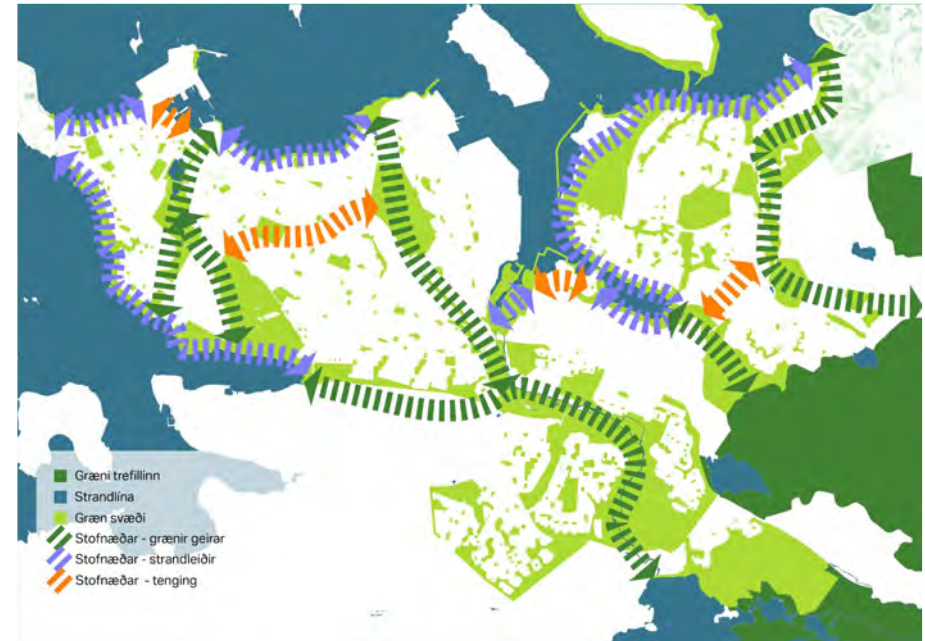 Græni trefillinn
Strandlína
Græn svæði
Stofnæðar - grænir geirar
Stofnæðar - strandleiðir
Stofnæðar - tenging